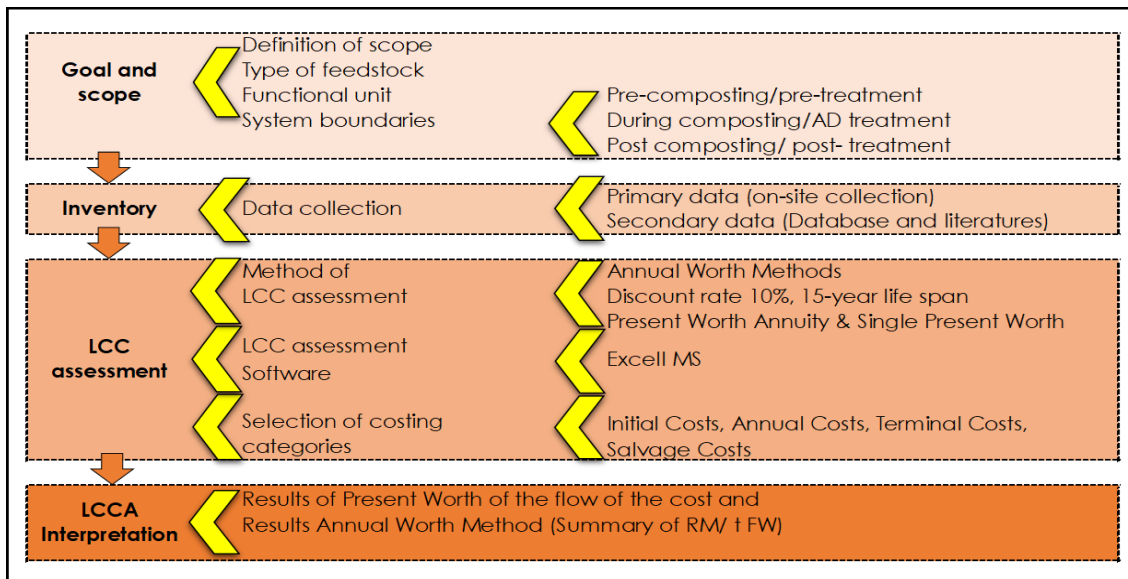 Goal and
scope
Definition of scope
Type of feedstock
Functional unit
System boundaries
Pre-composting/pre-treatment
During composting/AD treatment
Post composting/ post- treatment
Inventory
Data collection
Primary data (on-site collection)
Secondary data (Database and literatures)
LCC
assessment
Method of
LCC assessment
Annual Worth Methods
Discount rate 10%, 15-year life span
Present Worth Annuity & Single Present Worth
LCC assessment
Software
Excell MS
Selection of costing
categories
Initial Costs, Annual Costs, Terminal Costs,
Salvage Costs
LCCA
Interpretation
Results of Present Worth of the flow of the cost and
Results Annual Worth Method (Summary of RM/ t FW)